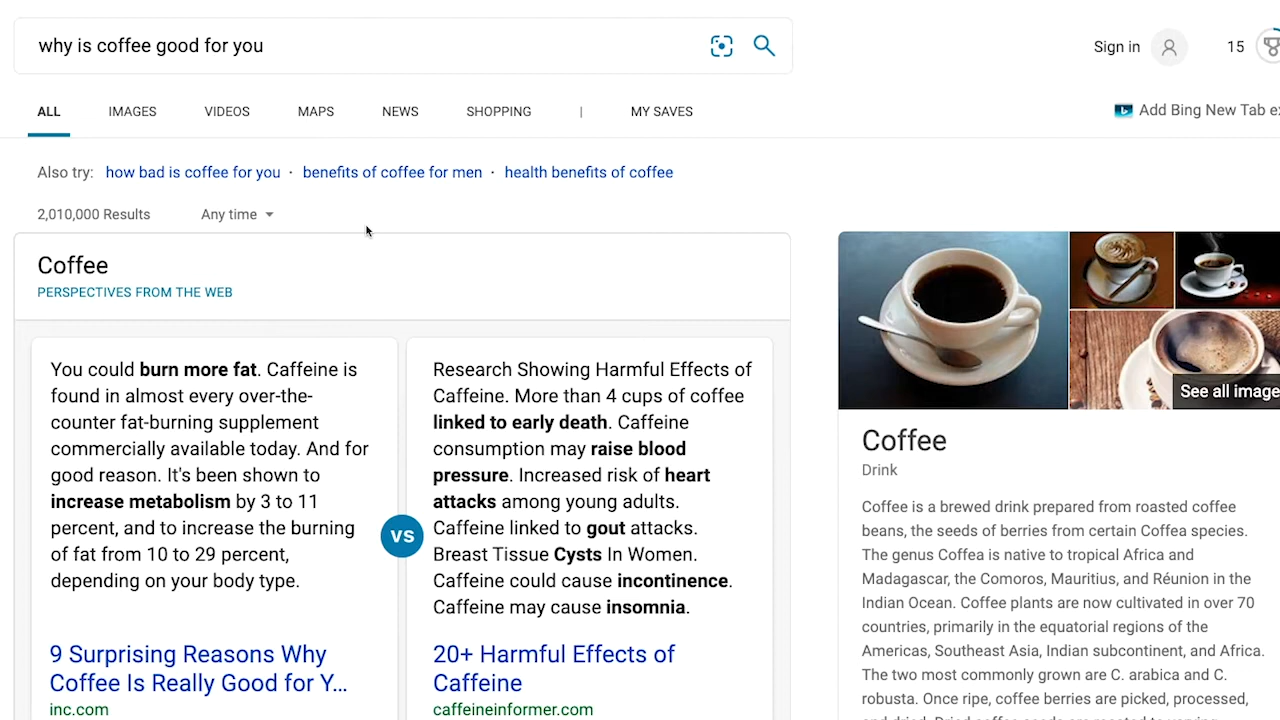 why is coffee good for you
Sign in
15
ALL
IMAGES
VIDEOS
MAPS
NEWS
SHOPPING
|
MY SAVES
Add Bing New Tab ex
Also try: how bad is coffee for you · benefits of coffee for men · health benefits of coffee
2,010,000 Results
Any time
Coffee
PERSPECTIVES FROM THE WEB
You could burn more fat. Caffeine is
found in almost every over-the-
counter fat-burning supplement
commercially available today. And for
good reason. It's been shown to
increase metabolism by 3 to 11
percent, and to increase the burning
of fat from 10 to 29 percent,
depending on your body type.
9 Surprising Reasons Why
Coffee Is Really Good for Y...
inc.com
VS
Research Showing Harmful Effects of
Caffeine. More than 4 cups of coffee
linked to early death. Caffeine
consumption may raise blood
pressure. Increased risk of heart
attacks among young adults.
Caffeine linked to gout attacks.
Breast Tissue Cysts In Women.
Caffeine could cause incontinence.
Caffeine may cause insomnia.
20+ Harmful Effects of
Caffeine
caffeineinformer.com
See all image
Coffee
Drink
Coffee is a brewed drink prepared from roasted coffee
beans, the seeds of berries from certain Coffea species.
The genus Coffea is native to tropical Africa and
Madagascar, the Comoros, Mauritius, and Réunion in the
Indian Ocean. Coffee plants are now cultivated in over 70
countries, primarily in the equatorial regions of the
Americas, Southeast Asia, Indian subcontinent, and Africa.
The two most commonly grown are C. arabica and C.
robusta. Once ripe, coffee berries are picked, processed,